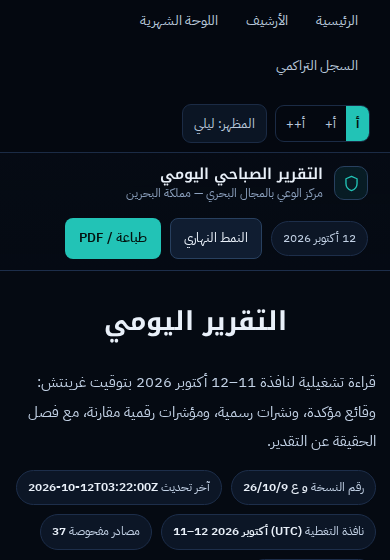 الرئيسية الأرشيف اللوحة الشهرية
السجل التراكمي
أ أ+ أ++ المظهر: ليلي
التقرير الصباحي اليومي
مركز الوعي بالمجال البحري — مملكة البحرين
12 أكتوبر 2026 النمط النهاري طباعة / PDF
التقرير اليومي
قراءة تشغيلية لنافذة 11–12 أكتوبر 2026 بتوقيت غرينتش:
وقائع مؤكدة، ونشرات رسمية، ومؤشرات رقمية مقارنة، مع فصل
الحقيقة عن التقدير.
رقم النسخة و ع 26/10/9 آخر تحديث 2026-10-12T03:22:00Z
نافذة التغطية (UTC) 11–12 أكتوبر 2026 مصادر مفحوصة 37